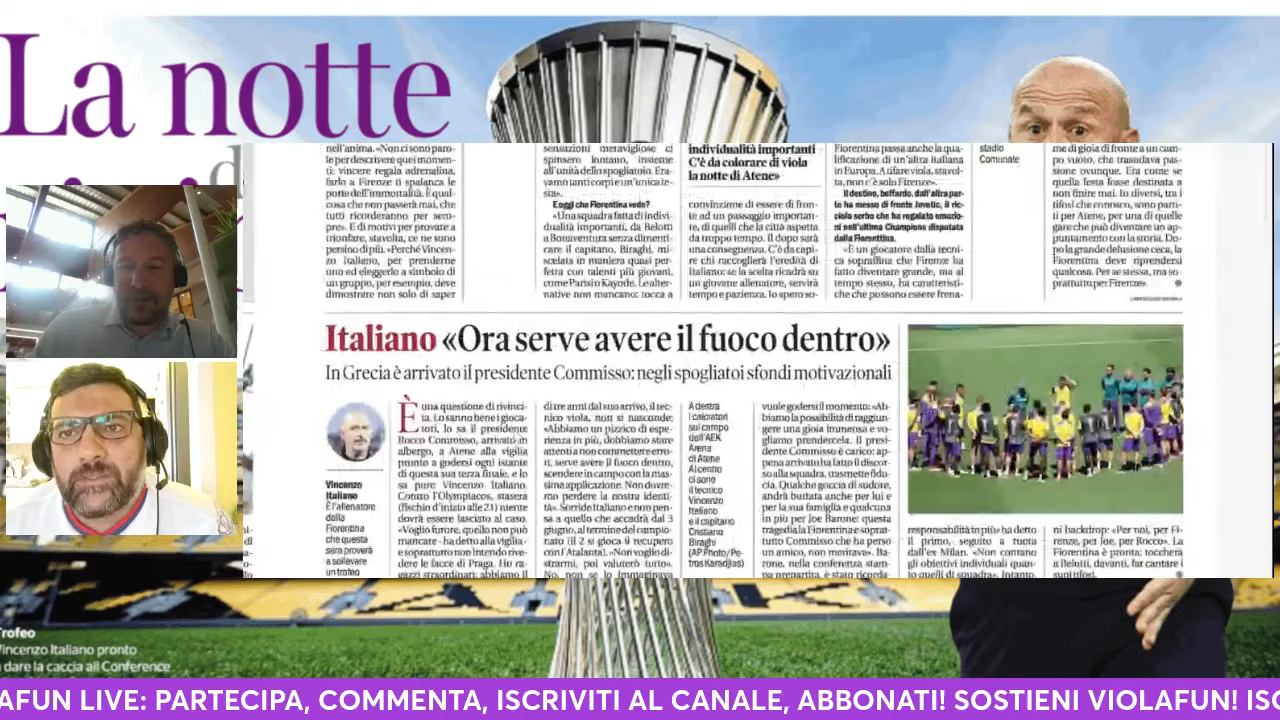 La notte
nell'anima. «Non ci sono paro-
le per descrivere quei momen-
ti: vincere regala adrenalina,
farlo a Firenze ti spalanca le
porte dell'immortalità. È qual-
cosa che non passerà mai, che
tutti ricorderanno per sem-
pre». E di motivi per provare a
trionfare, stavolta, ce ne sono
persino di più. «Perché Vincen-
zo Italiano, per prenderne
uno ed eleggerlo a simbolo di
un gruppo, per esempio, deve
dimostrare non solo di saper
sensazioni meravigliose ci
spinsero lontano, insieme
all'unità dello spogliatoio. Era-
vamo tanti corpi e un'unica te-
sta».
E oggi che Fiorentina vede?
«Una squadra fatta di indivi-
dualità importanti, da Belotti
a Bonaventura senza dimenti-
care il capitano, Biraghi, mi-
scelata in maniera quasi per-
fetta con talenti più giovani,
come Parisi o Kayode. Le alter-
native non mancano: tocca a
individualità importanti
C'è da colorare di viola
la notte di Atene»
convinzione di essere di fron-
te ad un passaggio importan-
te, di quelli che la città aspetta
da troppo tempo. Il dopo sarà
una conseguenza. C'è da capi-
re chi raccoglierà l'eredità di
Italiano: se la scelta ricadrà su
un giovane allenatore, servirà
tempo e pazienza. Io spero so-
Fiorentina passa anche la qua-
lificazione di un'altra italiana
in Europa. A tifare viola, stavol-
ta, non c'è solo Firenze».
Il destino, beffardo, dall'altra par-
te ha messo di fronte Jovetic, il ric-
ciolo serbo che ha regalato emozio-
ni nell'ultima Champions disputata
dalla Fiorentina.
«È un giocatore dalla tecni-
ca sopraffina che Firenze ha
fatto diventare grande, ma al
tempo stesso, ha caratteristi-
che che possono essere frena-
stadio
Comunale
me di gioia di fronte a un cam-
po vuoto, che trasudava pas-
sione ovunque. Era come se
quella festa fosse destinata a
non finire mai. In diversi, tra i
tifosi che conosco, sono parti-
ti per Atene, per una di quelle
gare che può diventare un ap-
puntamento con la storia. Do-
po la grande delusione ceca, la
Fiorentina deve riprendersi
qualcosa. Per se stessa, ma so-
prattutto per Firenze».
Italiano «Ora serve avere il fuoco dentro»
In Grecia è arrivato il presidente Commisso: negli spogliatoi sfondi motivazionali
Vincenzo
Italiano
È l'allenatore
della
Fiorentina
che questa
sera proverà
a sollevare
un trofeo
È una questione di rivinci-
ta. Lo sanno bene i gioca-
tori, lo sa il presidente
Rocco Commisso, arrivato in
albergo, a Atene alla vigilia
pronto a godersi ogni istante
di questa sua terza finale, e lo
sa pure Vincenzo Italiano.
Contro l'Olympiacos, stasera
(fischio d'inizio alle 21) niente
dovrà essere lasciato al caso.
«Voglio furore, quello non può
mancare - ha detto alla vigilia -
e soprattutto non intendo rive-
dere le facce di Praga. Ho ra-
gazzi straordinari: abbiamo il
di tre anni dal suo arrivo, il tec-
nico viola, non si nasconde:
«Abbiamo un pizzico di espe-
rienza in più, dobbiamo stare
attenti a non commettere erro-
ri, serve avere il fuoco dentro,
scendere in campo con la mas-
sima applicazione. Non dovre-
mo perdere la nostra identi-
tà». Sorride Italiano e non pen-
sa a quello che accadrà dal 3
giugno, al termine del campio-
nato (il 2 si gioca il recupero
con l'Atalanta). «Non voglio di-
strarmi, poi valuterò tutto».
No, non se lo immaginava
A destra
i calciatori
sul campo
dell'AEK
Arena
di Atene
Al centro
ci sono
il tecnico
Vincenzo
Italiano
e il capitano
Cristiano
Biraghi
(AP Photo/Pe-
tros Karadjias)
vuole godersi il momento: «Ab-
biamo la possibilità di raggiun-
gere una gioia immensa e vo-
gliamo prendercela. Il presi-
dente Commisso è carico: ap-
pena arrivato ha fatto il discor-
so alla squadra, trasmette fidu-
cia. Qualche goccia di sudore,
andrà buttata anche per lui e
per la sua famiglia e qualcuna
in più per Joe Barone: questa
tragedia la Fiorentina e soprat-
tutto Commisso che ha perso
un amico, non meritava». Ba-
rone, nella conferenza stam-
pa prepartita, è stato ricorda-
responsabilità in più» ha detto
il primo, seguito a ruota
dall'ex Milan. «Non contano
gli obiettivi individuali quan-
to quelli di squadra». Intanto,
ni backdrop: «Per noi, per Fi-
renze, per Joe, per Rocco». La
Fiorentina è pronta: toccherà
a Belotti, davanti, far cantare i
suoi tifosi.
Trofeo
Vincenzo Italiano pronto
a dare la caccia all Conference
AFUN LIVE: PARTECIPA, COMMENTA, ISCRIVITI AL CANALE, ABBONATI! SOSTIENI VIOLAFUN! ISC